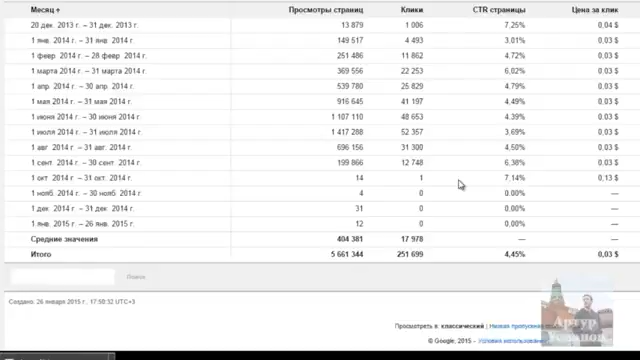 Месяц Просмотры страниц Клики CTR страницы Цена за клик
20 дек. 2013 г. – 31 дек. 2013 г. 13 879 1 006 7,25% 0,04 $
1 янв. 2014 г. – 31 янв. 2014 г. 149 517 4 493 3,01% 0,03 $
1 февр. 2014 г. – 28 февр. 2014 г. 251 486 11 862 4,72% 0,03 $
1 марта 2014 г. – 31 марта 2014 г. 369 556 22 253 6,02% 0,03 $
1 апр. 2014 г. – 30 апр. 2014 г. 539 780 25 829 4,79% 0,03 $
1 мая 2014 г. – 31 мая 2014 г. 916 645 41 197 4,49% 0,03 $
1 июня 2014 г. – 30 июня 2014 г. 1 107 110 48 653 4,39% 0,03 $
1 июля 2014 г. – 31 июля 2014 г. 1 417 288 52 357 3,69% 0,03 $
1 авг. 2014 г. – 31 авг. 2014 г. 696 156 31 300 4,50% 0,03 $
1 сент. 2014 г. – 30 сент. 2014 г. 199 866 12 748 6,38% 0,03 $
1 окт. 2014 г. – 31 окт. 2014 г. 14 1 7,14% 0,13 $
1 нояб. 2014 г. – 30 нояб. 2014 г. 4 0 0,00% —
1 дек. 2014 г. – 31 дек. 2014 г. 31 0 0,00% —
1 янв. 2015 г. – 26 янв. 2015 г. 12 0 0,00% —
Средние значения 404 381 17 978 — —
Итого 5 661 344 251 699 4,45% 0,03 $
Поиск
Создано: 26 января 2015 г., 17:50:32 UTC+3
Просмотреть в: классический | Низкая пропускная
© Google, 2015 – Условия использования
Артур
Усманов